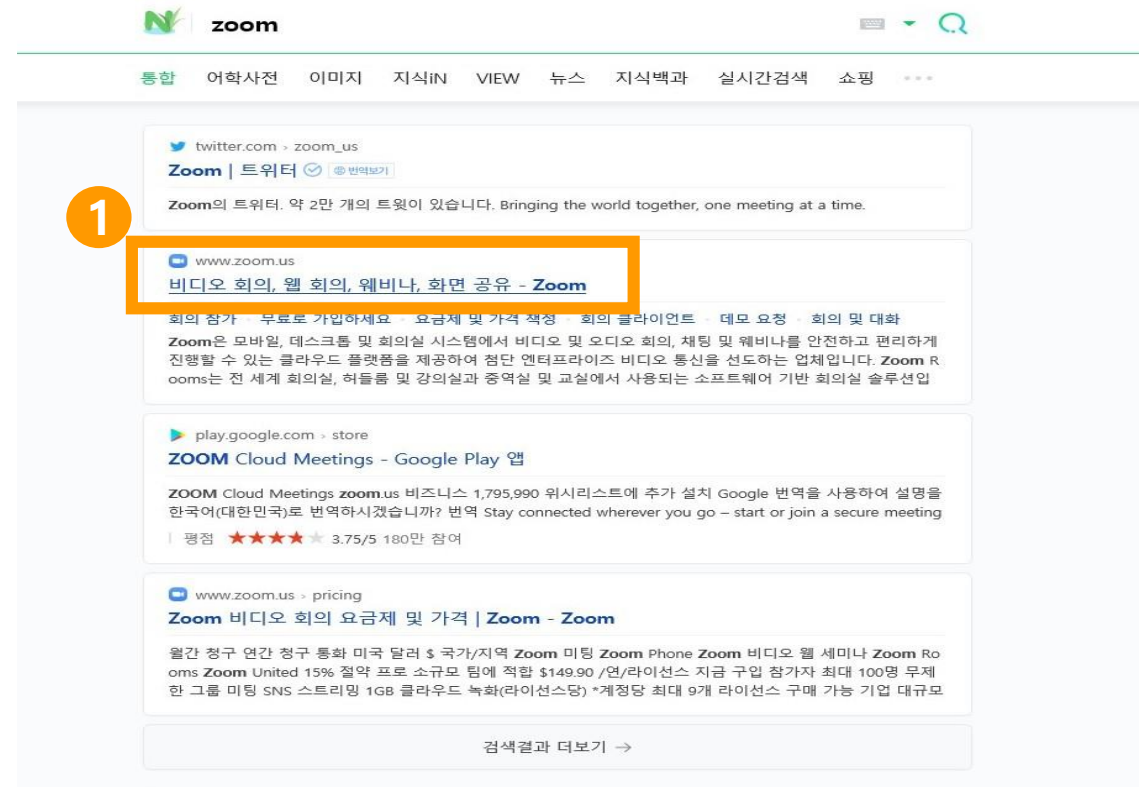 zoom
통합 어학사전 이미지 지식iN VIEW 뉴스 지식백과 실시간검색 쇼핑
twitter.com › zoom_us
Zoom | 트위터 번역보기
Zoom의 트위터. 약 2만 개의 트윗이 있습니다. Bringing the world together, one meeting at a time.
1
www.zoom.us
비디오 회의, 웹 회의, 웨비나, 화면 공유 - Zoom
회의 참가 · 무료로 가입하세요 · 요금제 및 가격 책정 · 회의 클라이언트 · 데모 요청 · 회의 및 대화
Zoom은 모바일, 데스크톱 및 회의실 시스템에서 비디오 및 오디오 회의, 채팅 및 웨비나를 안전하고 편리하게
진행할 수 있는 클라우드 플랫폼을 제공하여 첨단 엔터프라이즈 비디오 통신을 선도하는 업체입니다. Zoom R
ooms는 전 세계 회의실, 허들룸 및 강의실과 중역실 및 교실에서 사용되는 소프트웨어 기반 회의실 솔루션입
play.google.com › store
ZOOM Cloud Meetings - Google Play 앱
ZOOM Cloud Meetings zoom.us 비즈니스 1,795,990 위시리스트에 추가 설치 Google 번역을 사용하여 설명을
한국어(대한민국)로 번역하시겠습니까? 번역 Stay connected wherever you go – start or join a secure meeting
평점 ★★★★★ 3.75/5 180만 참여
www.zoom.us › pricing
Zoom 비디오 회의 요금제 및 가격 | Zoom - Zoom
월간 청구 연간 청구 통화 미국 달러 $ 국가/지역 Zoom 미팅 Zoom Phone Zoom 비디오 웹 세미나 Zoom Ro
oms Zoom United 15% 절약 프로 소규모 팀에 적합 $149.90 /연/라이선스 지금 구입 참가자 최대 100명 무제
한 그룹 미팅 SNS 스트리밍 1GB 클라우드 녹화(라이선스당) *계정당 최대 9개 라이선스 구매 가능 기업 대규모
검색결과 더보기 →